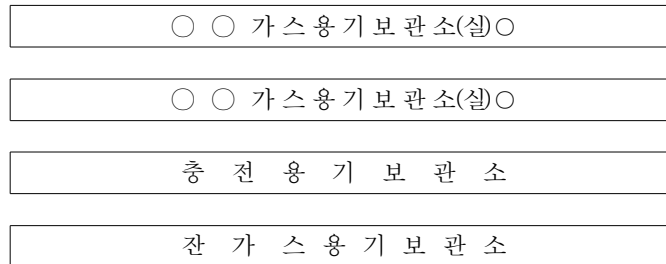 ○ ○ 가 스 용 기 보 관 소(실)○
○ ○ 가 스 용 기 보 관 소(실)○
충 전 용 기 보 관 소
잔 가 스 용 기 보 관 소